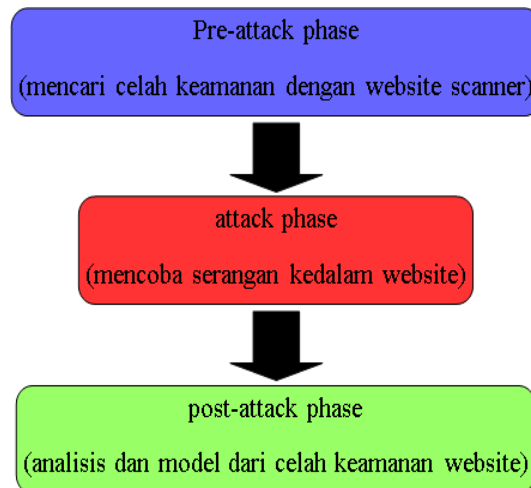 Pre-attack phase
(mencari celah keamanan dengan website scanner)
attack phase
(mencoba serangan kedalam website)
post-attack phase
(analisis dan model dari celah keamanan website)